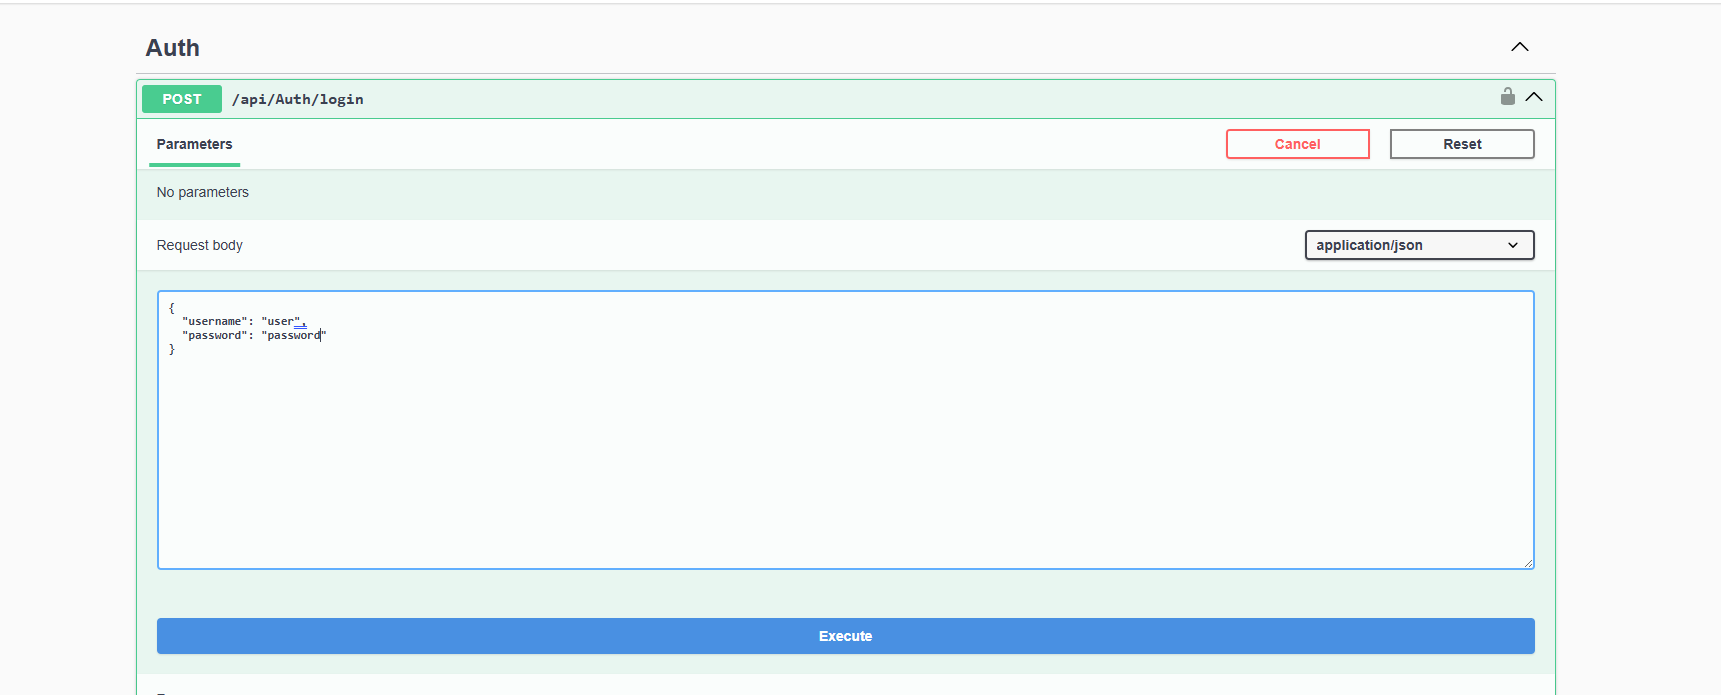 Auth
POST /api/Auth/login
Parameters Cancel Reset
No parameters
Request body application/json
{
"username": "user",
"password": "password"
}
Execute